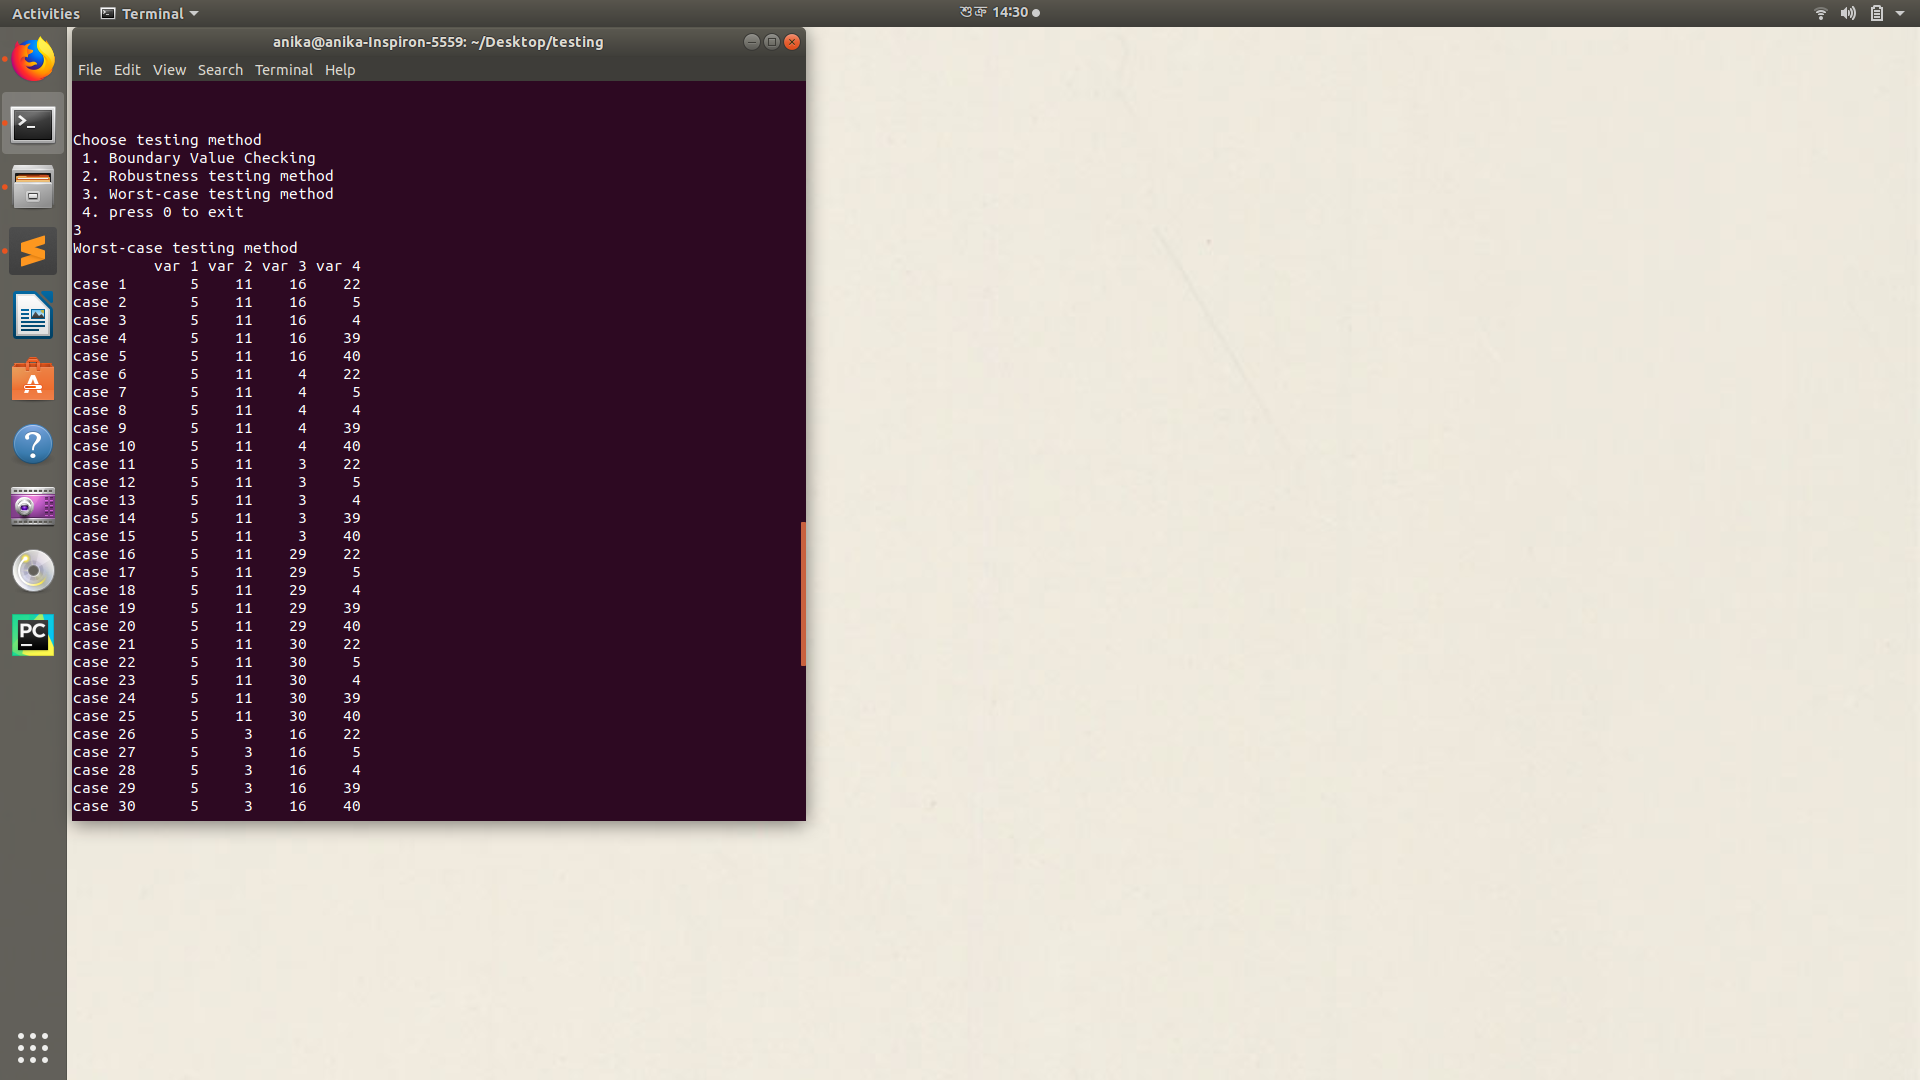 Activities Terminal শুক্র 14:30
anika@anika-Inspiron-5559: ~/Desktop/testing
File Edit View Search Terminal Help
Choose testing method
1. Boundary Value Checking
2. Robustness testing method
3. Worst-case testing method
4. press 0 to exit
3
Worst-case testing method
var 1 var 2 var 3 var 4
case 1 5 11 16 22
case 2 5 11 16 5
case 3 5 11 16 4
case 4 5 11 16 39
case 5 5 11 16 40
case 6 5 11 4 22
case 7 5 11 4 5
case 8 5 11 4 4
case 9 5 11 4 39
case 10 5 11 4 40
case 11 5 11 3 22
case 12 5 11 3 5
case 13 5 11 3 4
case 14 5 11 3 39
case 15 5 11 3 40
case 16 5 11 29 22
case 17 5 11 29 5
case 18 5 11 29 4
case 19 5 11 29 39
case 20 5 11 29 40
case 21 5 11 30 22
case 22 5 11 30 5
case 23 5 11 30 4
case 24 5 11 30 39
case 25 5 11 30 40
case 26 5 3 16 22
case 27 5 3 16 5
case 28 5 3 16 4
case 29 5 3 16 39
case 30 5 3 16 40
PC